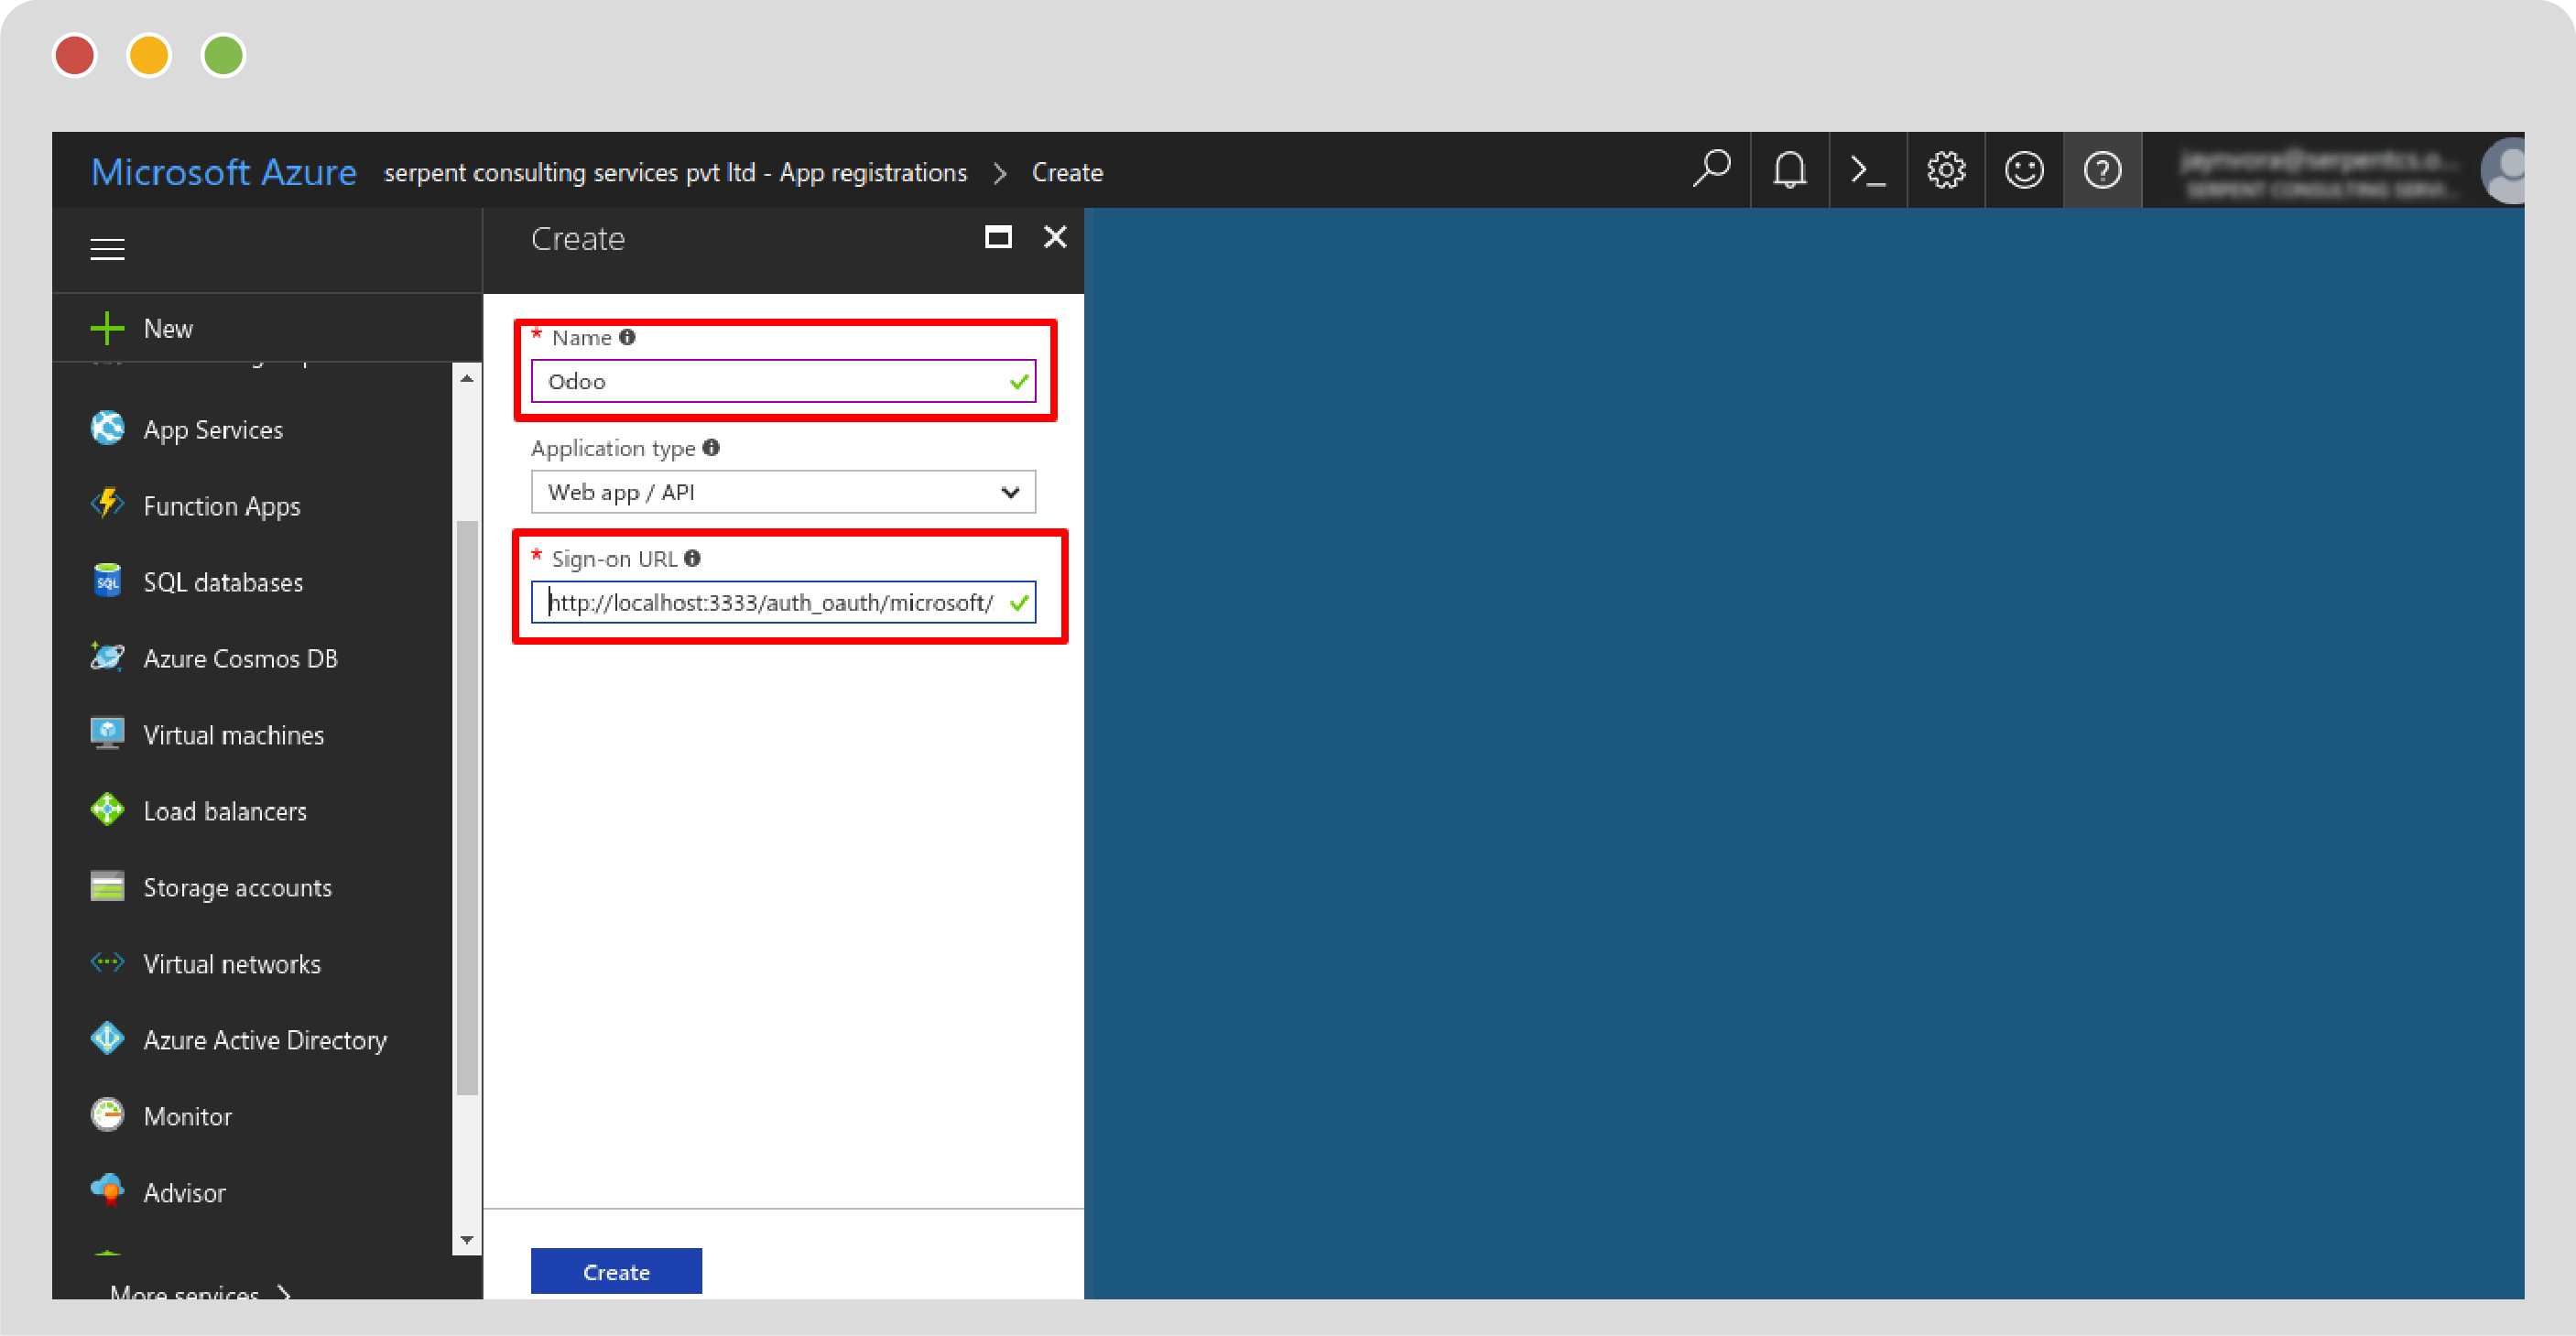 Microsoft Azure serpent consulting services pvt ltd - App registrations > Create
Create
New
App Services
Function Apps
SQL databases
Azure Cosmos DB
Virtual machines
Load balancers
Storage accounts
Virtual networks
Azure Active Directory
Monitor
Advisor
More services >
* Name
Odoo
Application type
Web app / API
* Sign-on URL
http://localhost:3333/auth_oauth/microsoft/
Create